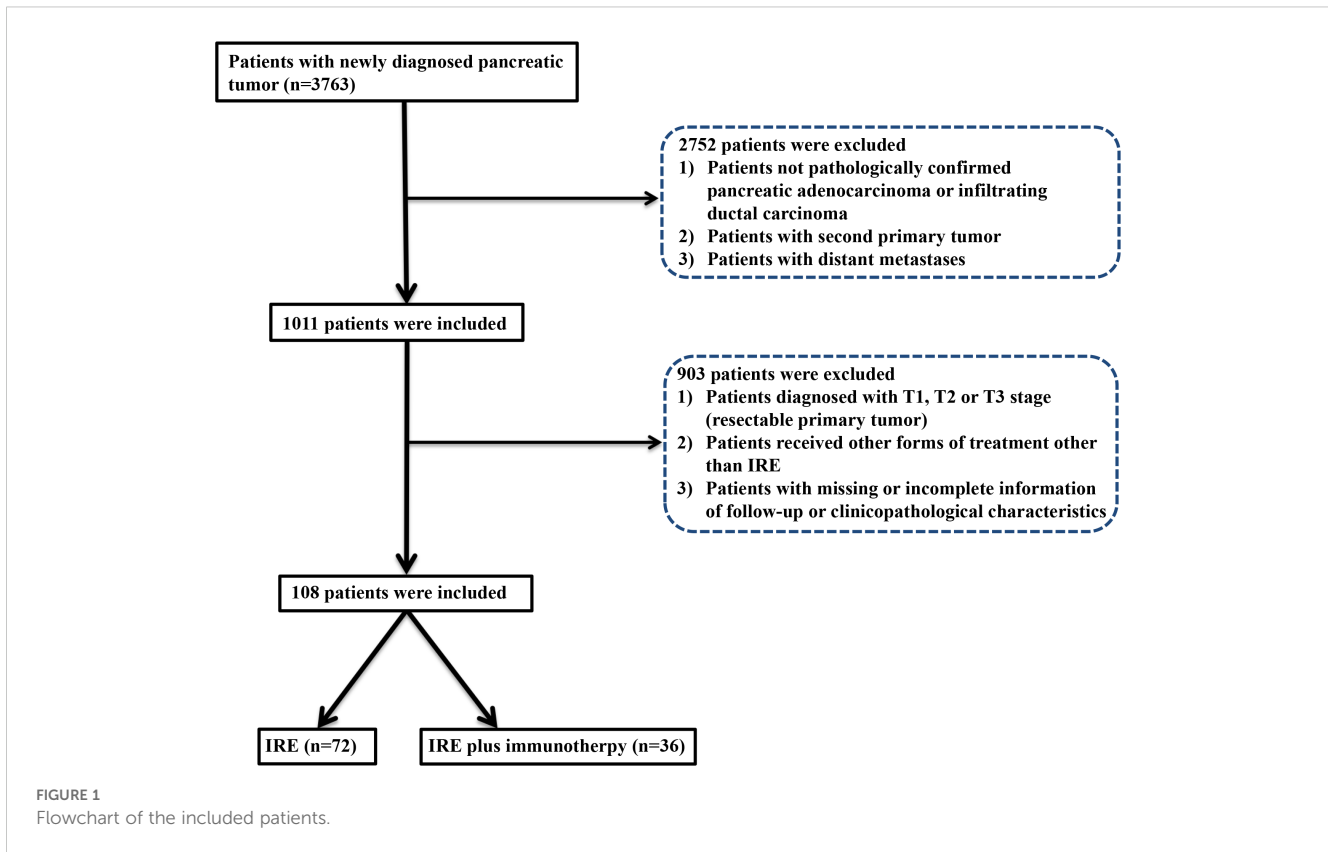 Patients with newly diagnosed pancreatic
tumor (n=3763)
2752 patients were excluded
1) Patients not pathologically confirmed
pancreatic adenocarcinoma or infiltrating
ductal carcinoma
2) Patients with second primary tumor
3) Patients with distant metastases
1011 patients were included
903 patients were excluded
1) Patients diagnosed with T1, T2 or T3 stage
(resectable primary tumor)
2) Patients received other forms of treatment other
than IRE
3) Patients with missing or incomplete information
of follow-up or clinicopathological characteristics
108 patients were included
IRE (n=72)
IRE plus immunotherpy (n=36)
FIGURE 1
Flowchart of the included patients.